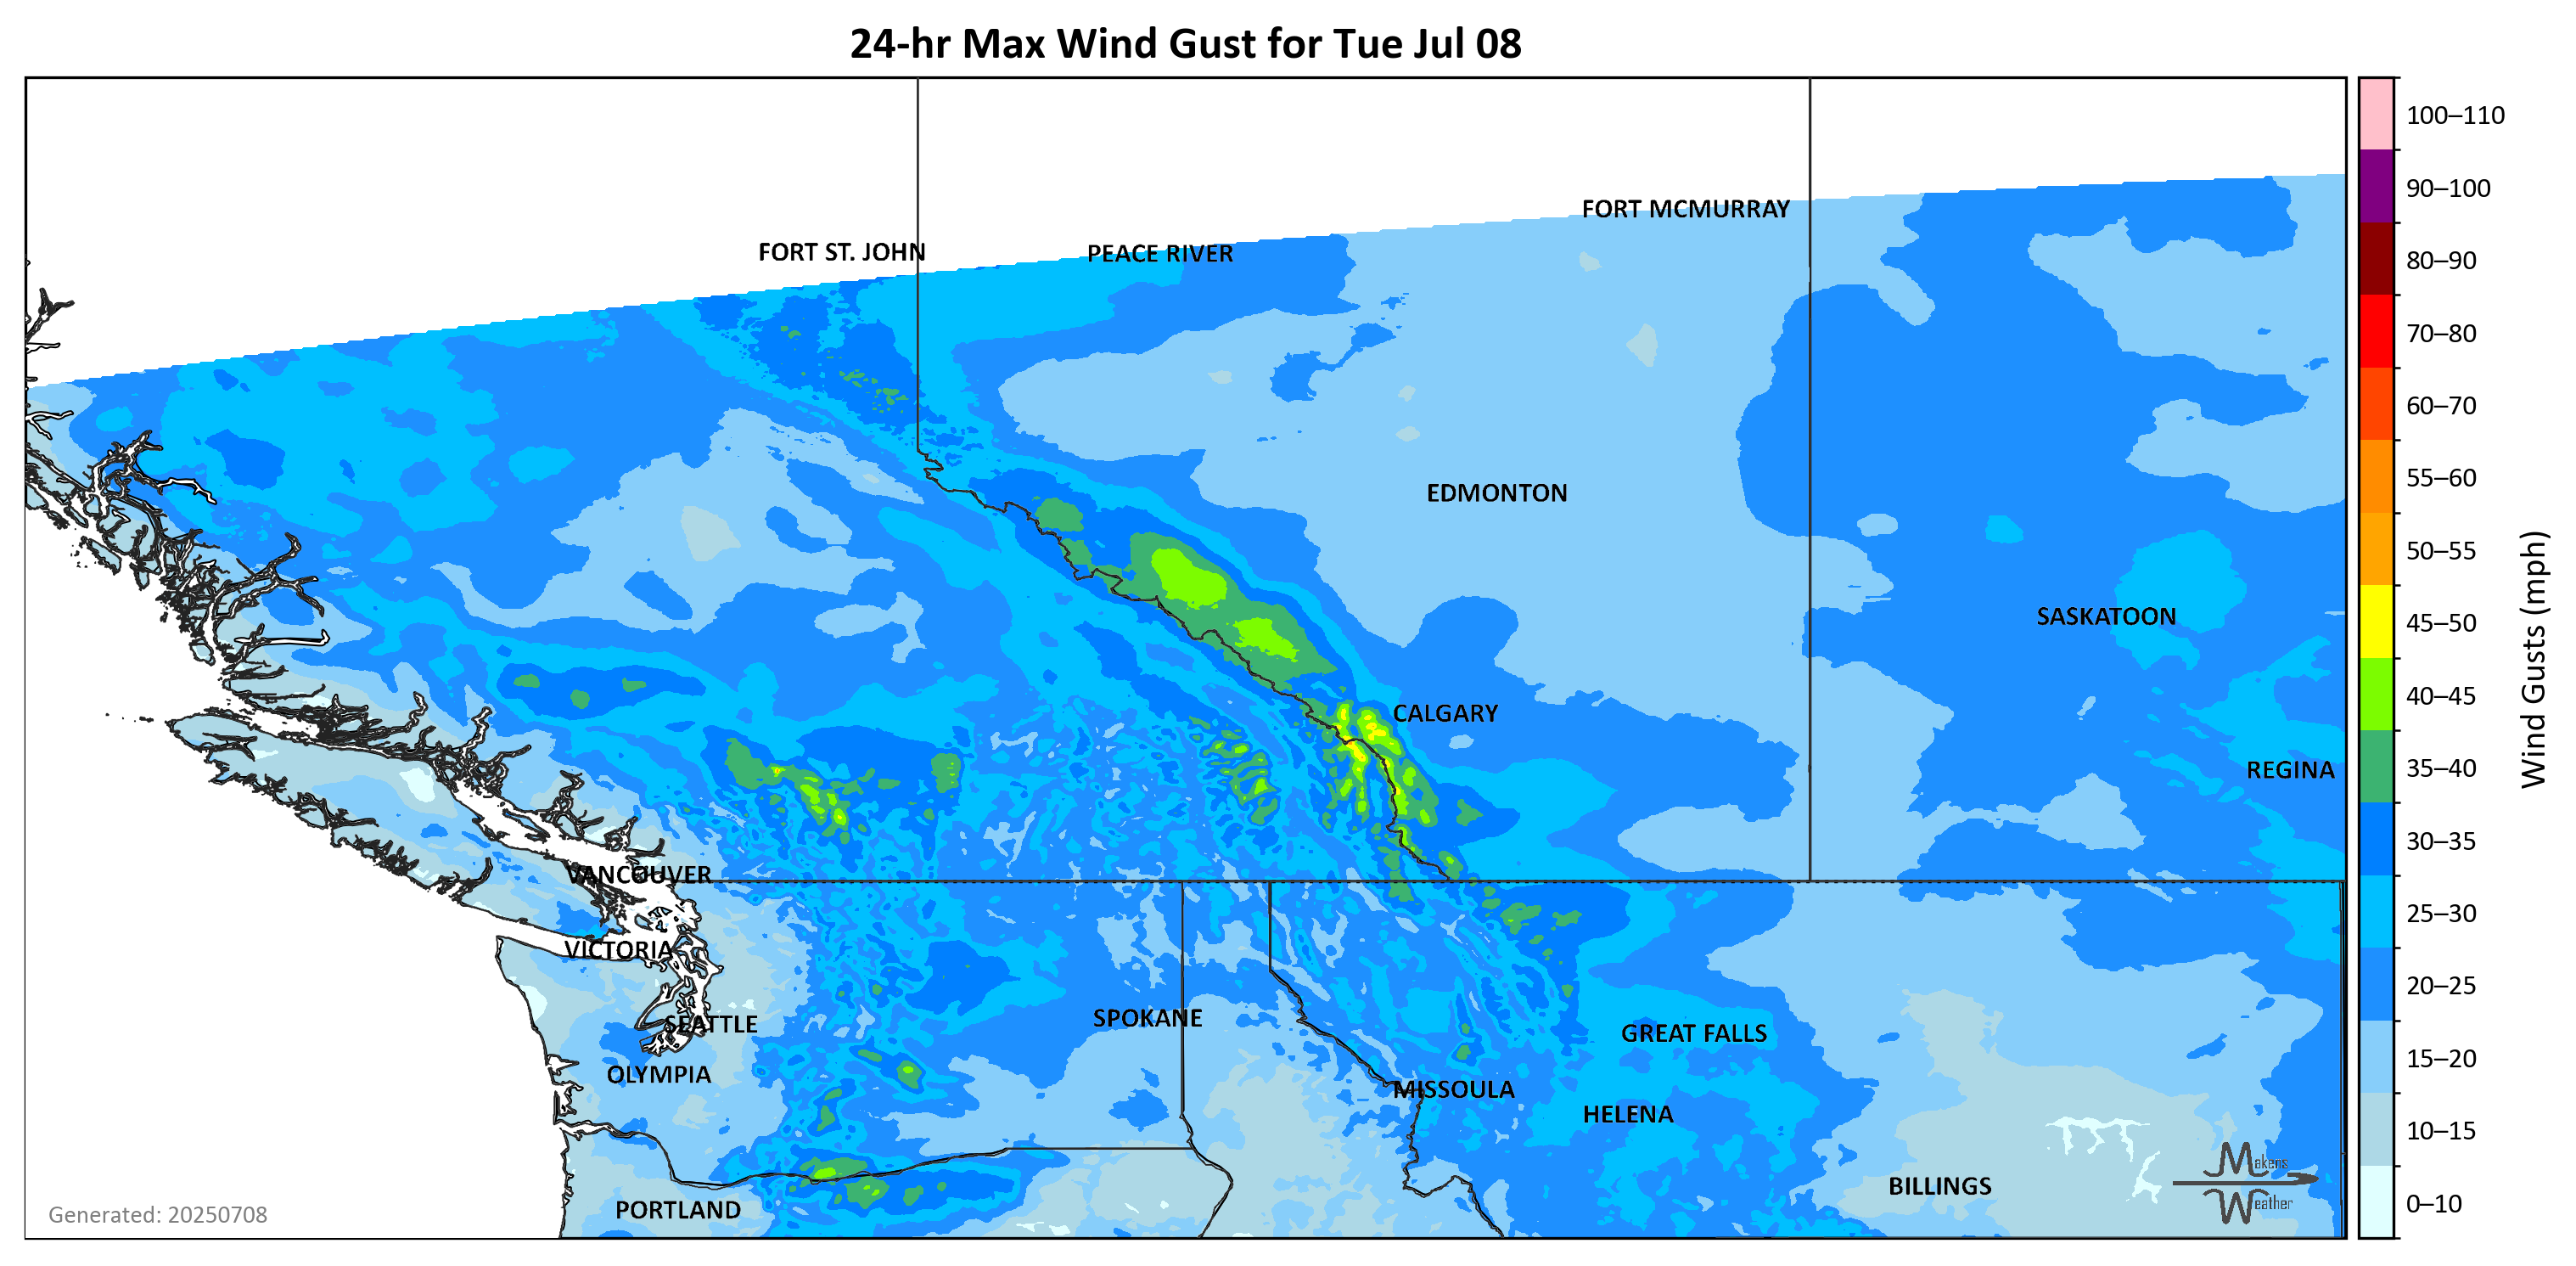 24-hr Max Wind Gust for Tue Jul 08
100–110
90–100
80–90
70–80
60–70
55–60
50–55
45–50
40–45
35–40
30–35
25–30
20–25
15–20
10–15
0–10
Wind Gusts (mph)
FORT MCMURRAY
FORT ST. JOHN
PEACE RIVER
EDMONTON
SASKATOON
CALGARY
REGINA
VANCOUVER
VICTORIA
SPOKANE
SEATTLE
GREAT FALLS
OLYMPIA
MISSOULA
HELENA
BILLINGS
PORTLAND
Makens
Weather
Generated: 20250708